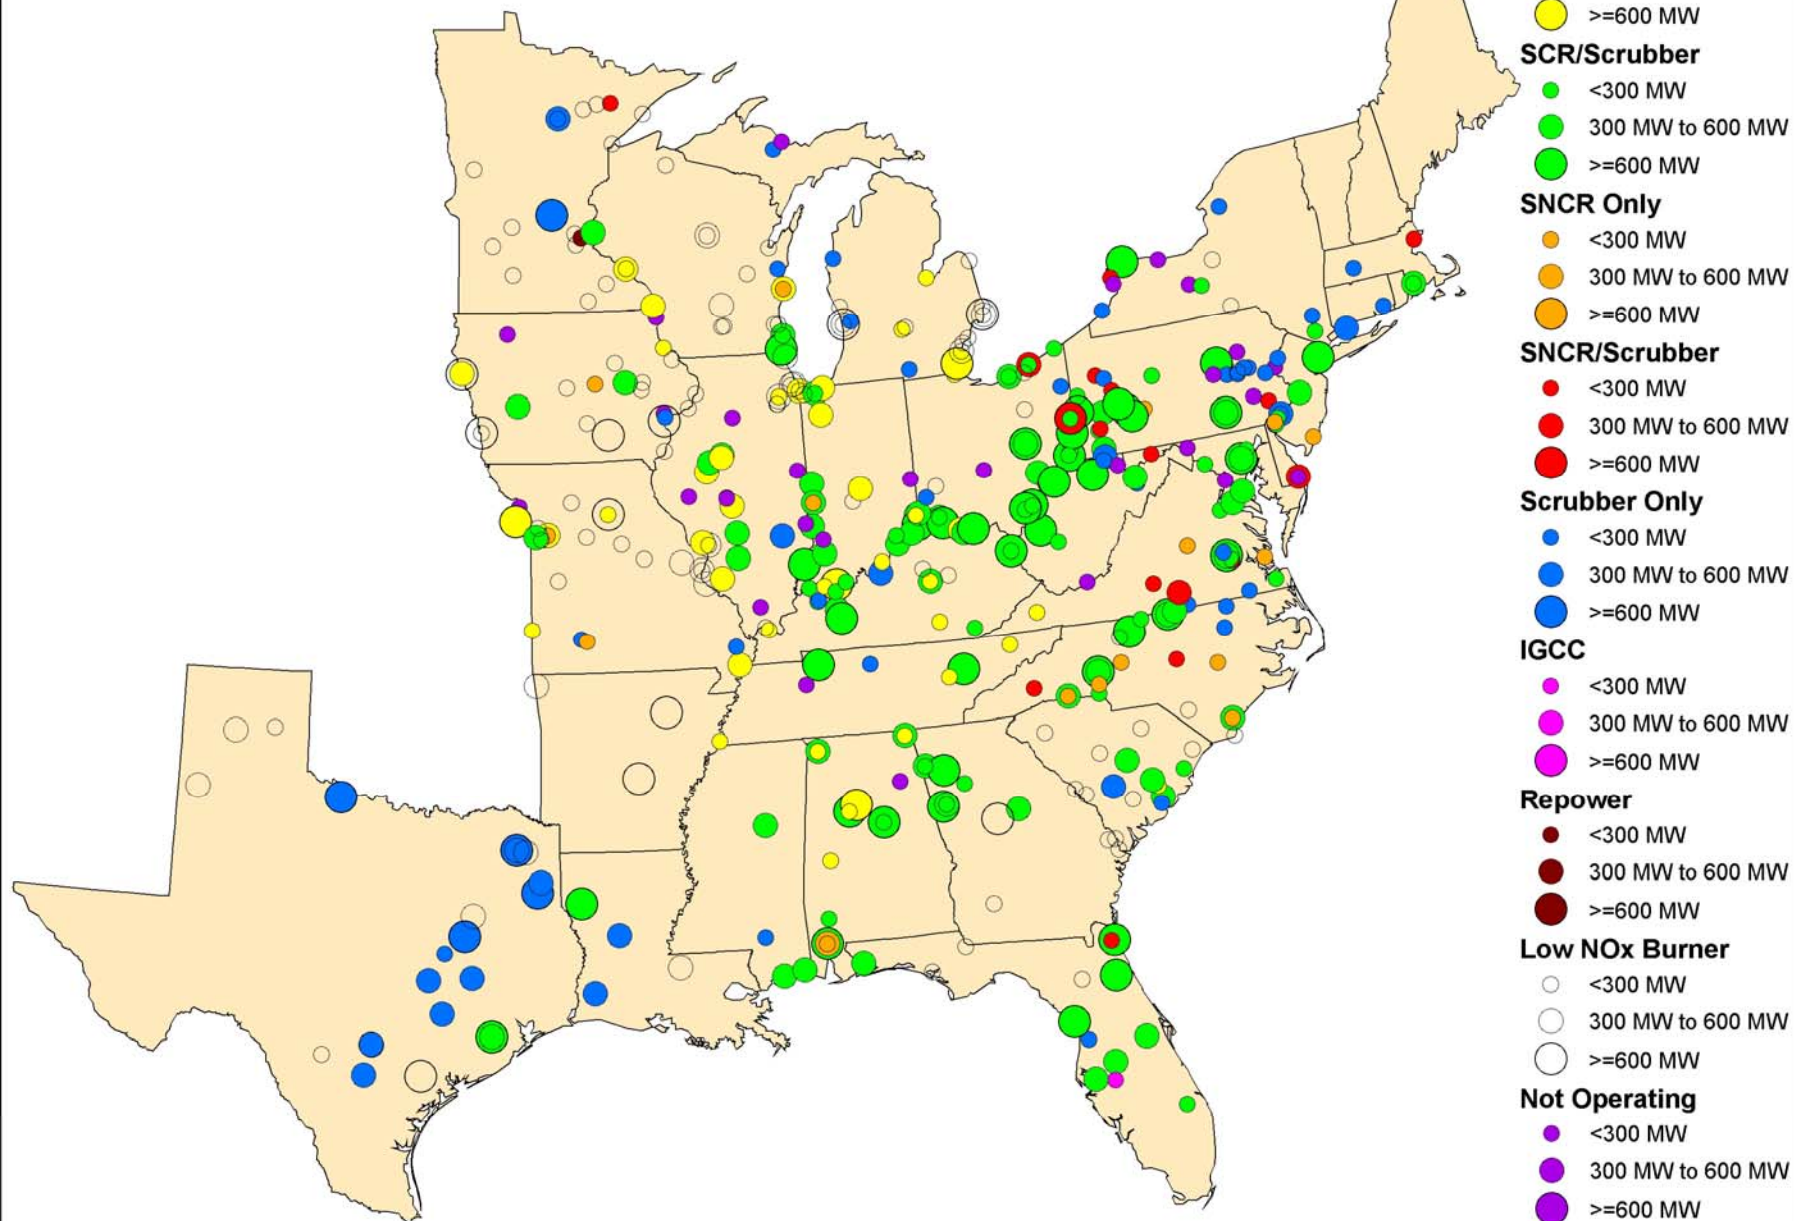 >=600 MW
SCR/Scrubber
<300 MW
300 MW to 600 MW
>=600 MW
SNCR Only
<300 MW
300 MW to 600 MW
>=600 MW
SNCR/Scrubber
<300 MW
300 MW to 600 MW
>=600 MW
Scrubber Only
<300 MW
300 MW to 600 MW
>=600 MW
IGCC
<300 MW
300 MW to 600 MW
>=600 MW
Repower
<300 MW
300 MW to 600 MW
>=600 MW
Low NOx Burner
<300 MW
300 MW to 600 MW
>=600 MW
Not Operating
<300 MW
300 MW to 600 MW
>=600 MW